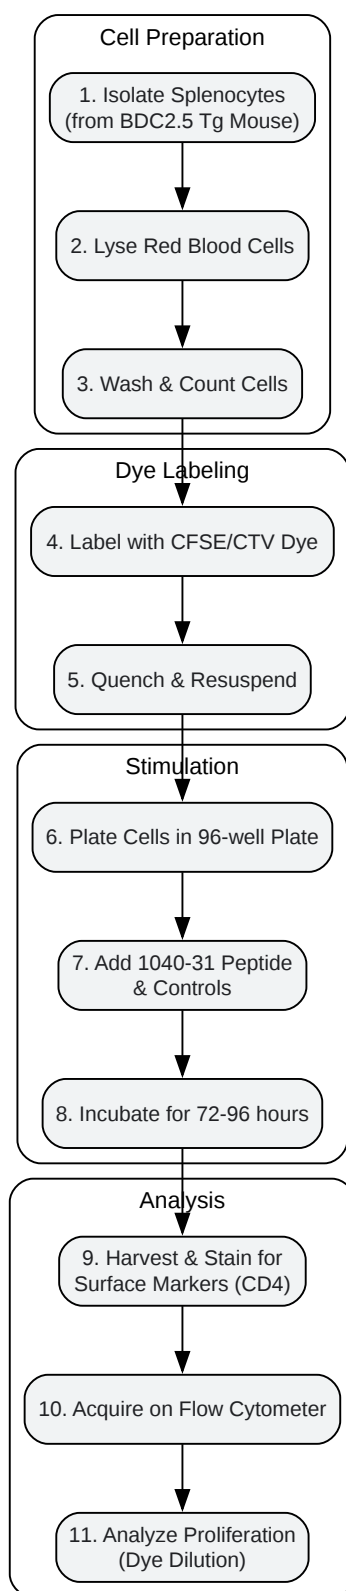 Cell Preparation
1. Isolate Splenocytes
(from BDC2.5 Tg Mouse)
2. Lyse Red Blood Cells
3. Wash & Count Cells
Dye Labeling
4. Label with CFSE/CTV Dye
5. Quench & Resuspend
Stimulation
6. Plate Cells in 96-well Plate
7. Add 1040-31 Peptide
& Controls
8. Incubate for 72-96 hours
Analysis
9. Harvest & Stain for
Surface Markers (CD4)
10. Acquire on Flow Cytometer
11. Analyze Proliferation
(Dye Dilution)